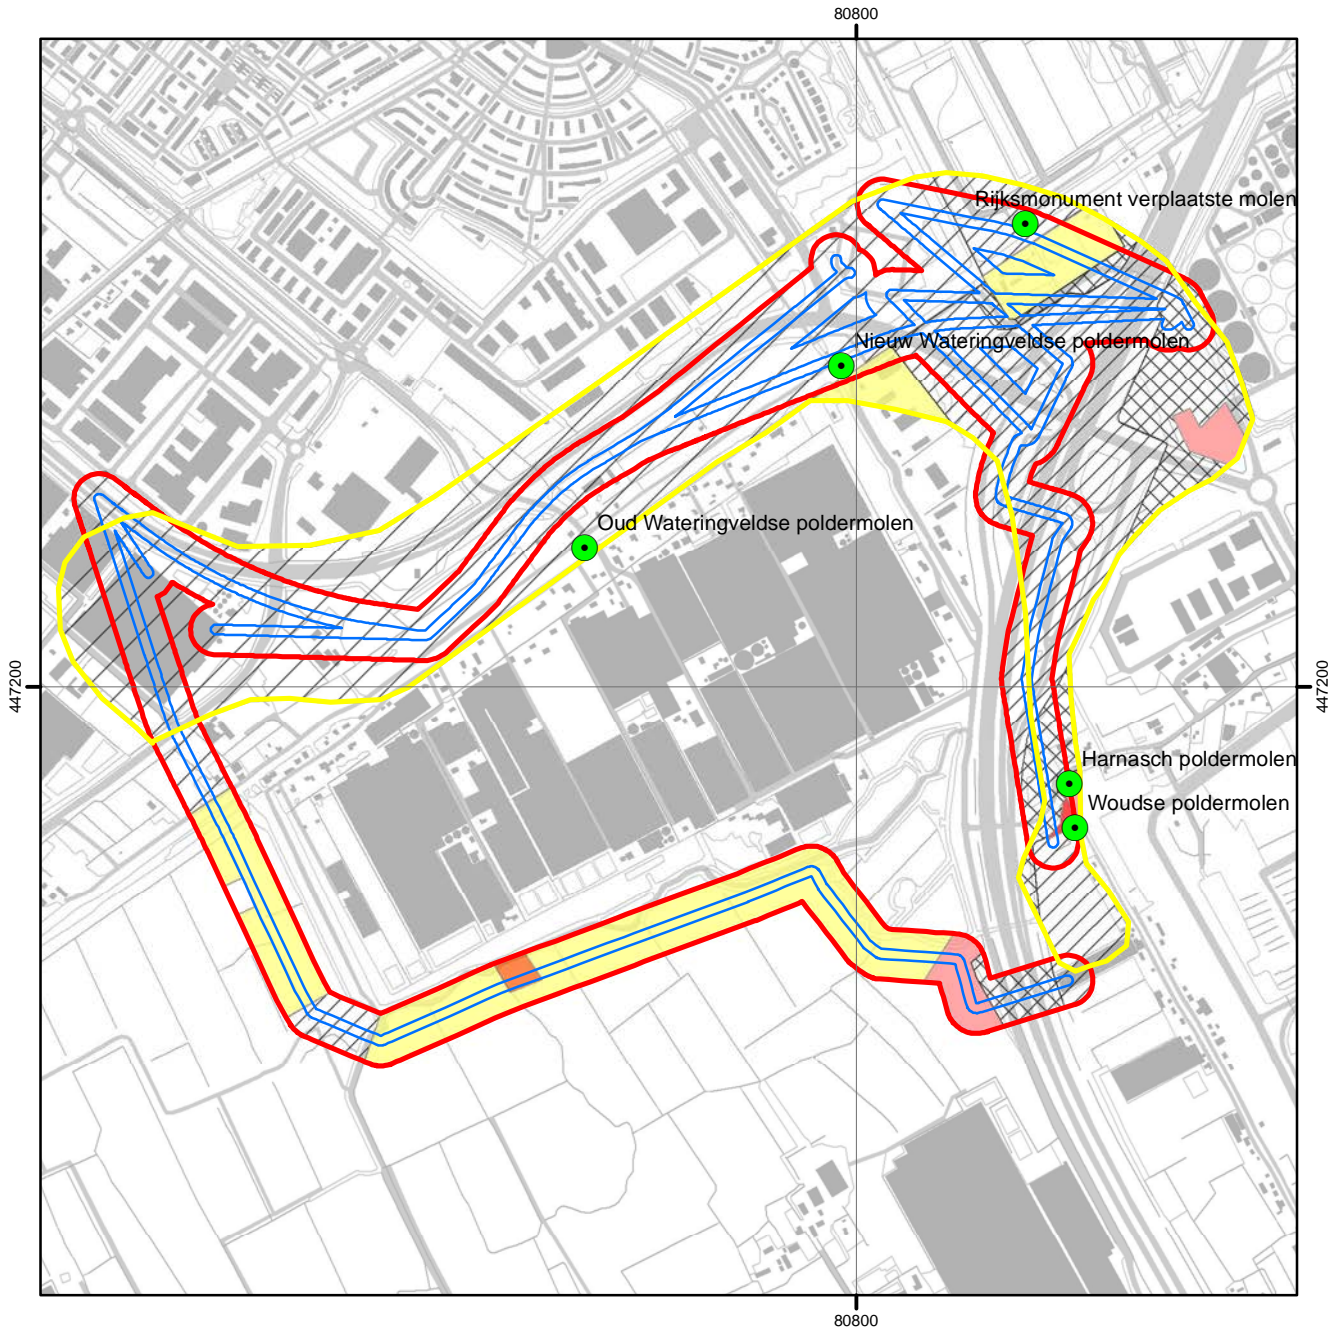 80800
Rijksmonument verplaatste molen
Nieuw Wateringveldse poldermolen
Oud Wateringveldse poldermolen
447200
447200
Harnasch poldermolen
Woudse poldermolen
80800